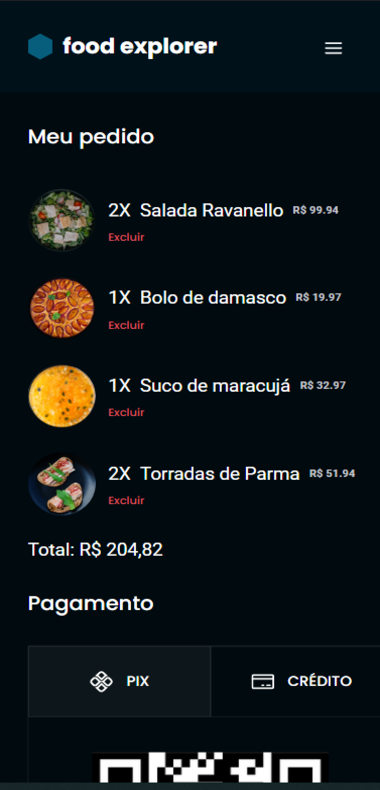 food explorer
Meu pedido
2X Salada Ravanello R$ 99.94
Excluir
1X Bolo de damasco R$ 19.97
Excluir
1X Suco de maracujá R$ 32.97
Excluir
2X Torradas de Parma R$ 51.94
Excluir
Total: R$ 204,82
Pagamento
PIX CRÉDITO